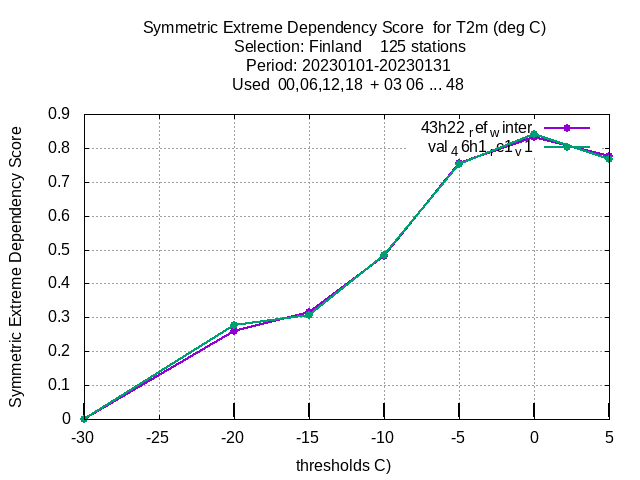 Symmetric Extreme Dependency Score for T2m (deg C)
Selection: Finland 125 stations
Period: 20230101-20230131
Used 00,06,12,18 + 03 06 ... 48
43h22refwinter
val46h1rc1v1
Symmetric Extreme Dependency Score
0.9
0.8
0.7
0.6
0.5
0.4
0.3
0.2
0.1
0
-30 -25 -20 -15 -10 -5 0 5
thresholds C)